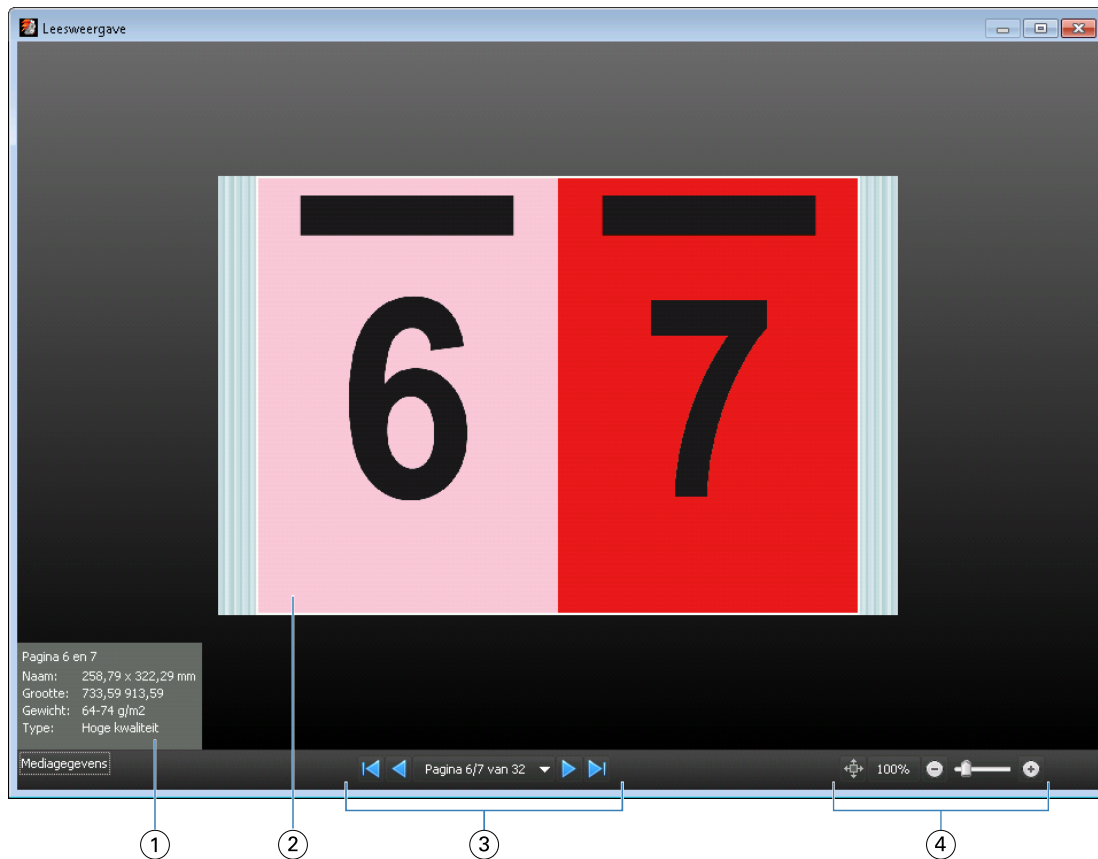 Leesweergave
6 7
Pagina 6 en 7
Naam: 258,79 x 322,29 mm
Grootte: 733,59 913,59
Gewicht: 64-74 g/m2
Type: Hoge kwaliteit
Mediagegevens Pagina 6/7 van 32 100%
1 2 3 4